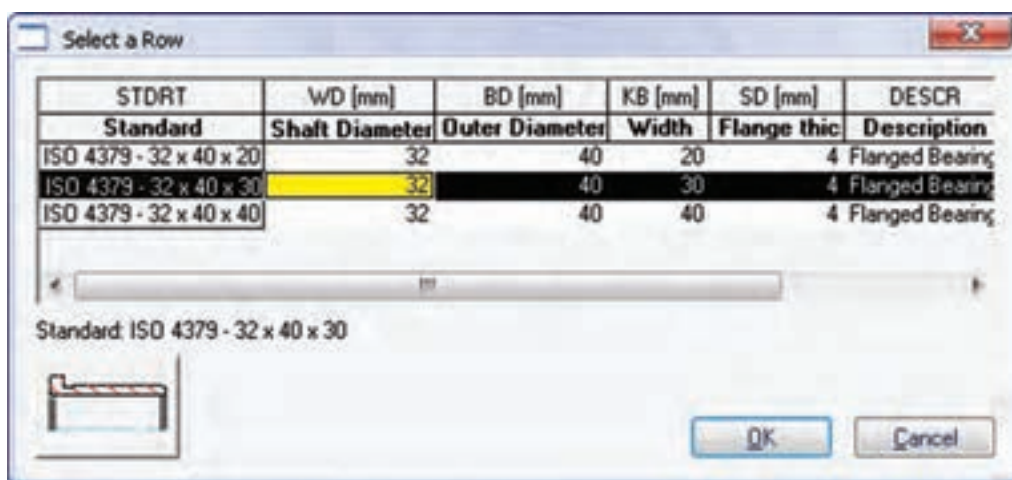 Select a Row
STDRT WD [mm] BD [mm] KB [mm] SD [mm] DESCR
Standard Shaft Diameter Outer Diameter Width Flange thic Description
ISO 4379 - 32 x 40 x 20 32 40 20 4 Flanged Bearing
ISO 4379 - 32 x 40 x 30 32 40 30 4 Flanged Bearing
ISO 4379 - 32 x 40 x 40 32 40 40 4 Flanged Bearing
Standard: ISO 4379 - 32 x 40 x 30
OK Cancel